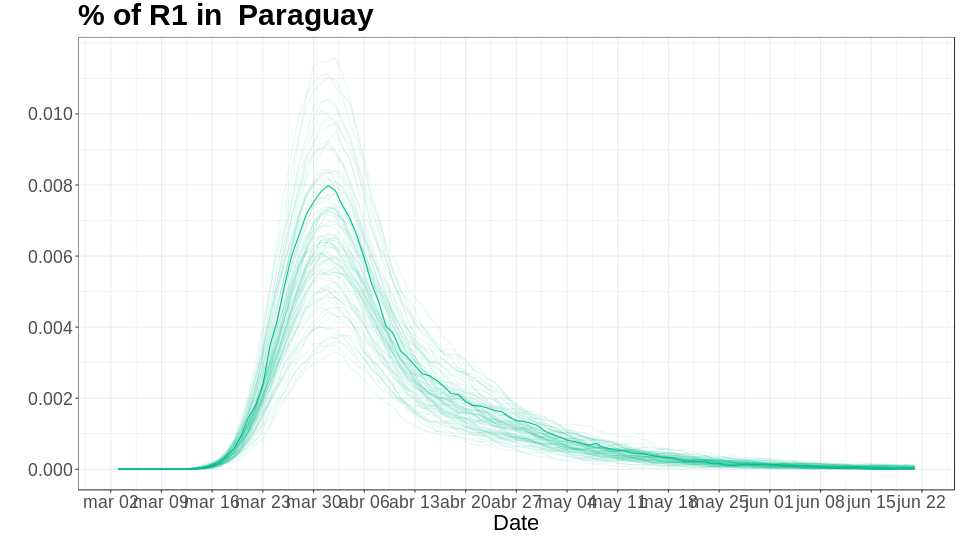 % of R1 in  Paraguay
0.010
0.008
0.006
0.004
0.002
0.000
mar 02 mar 09 mar 16 mar 23 mar 30 abr 06 abr 13 abr 20 abr 27 may 04 may 11 may 18 may 25 jun 01 jun 08 jun 15 jun 22
Date